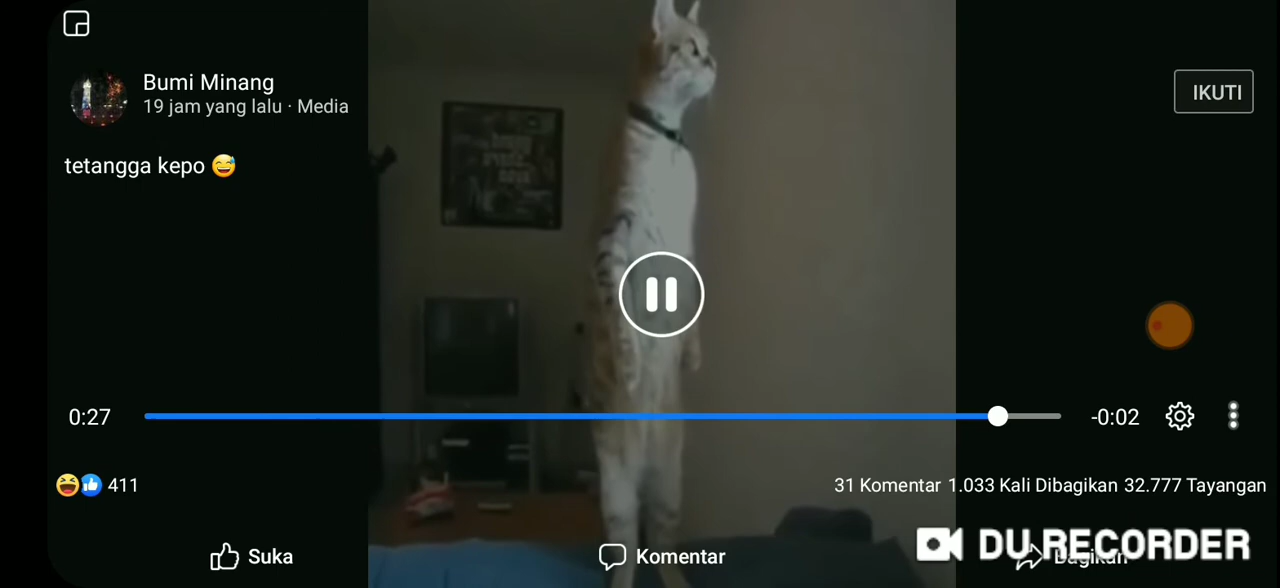 Bumi Minang
19 jam yang lalu · Media
IKUTI
tetangga kepo 😅
0:27
-0:02
411
31 Komentar 1.033 Kali Dibagikan 32.777 Tayangan
Suka
Komentar
Bagikan
DU RECORDER